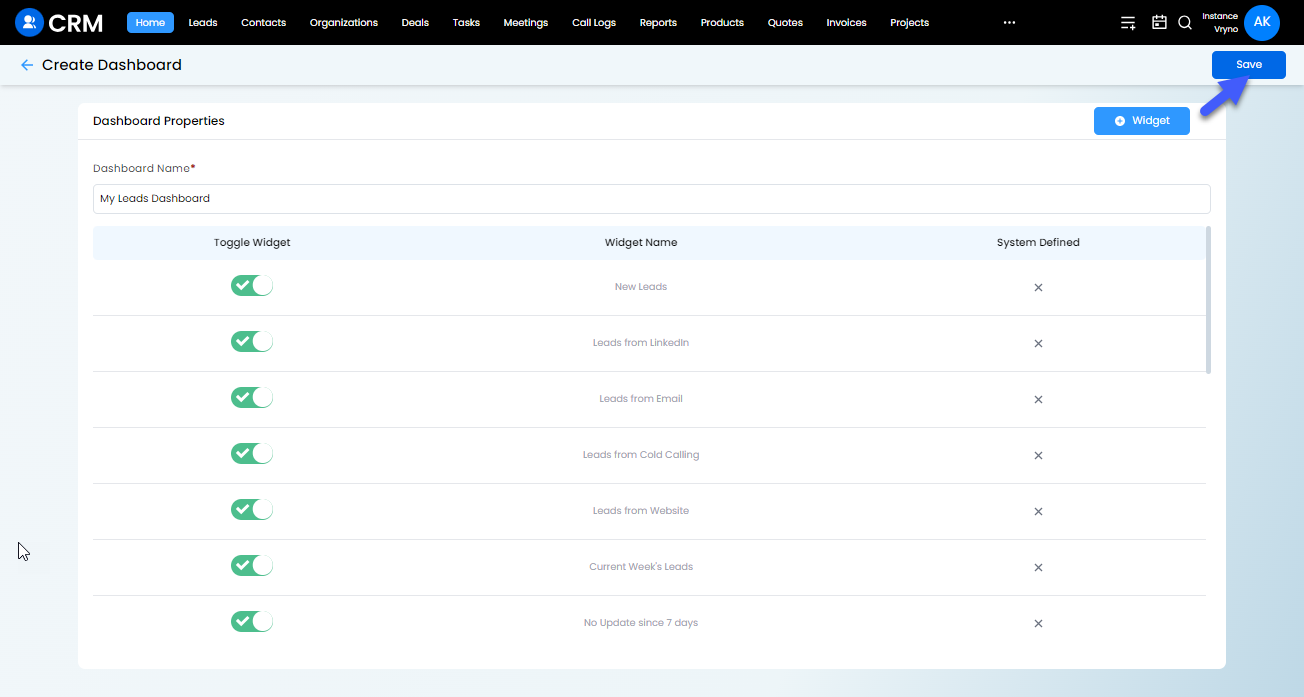 CRM Home Leads Contacts Organizations Deals Tasks Meetings Call Logs Reports Products Quotes Invoices Projects ... Instance Vryno AK
Create Dashboard Save
Dashboard Properties Widget
Dashboard Name*
My Leads Dashboard
Toggle Widget Widget Name System Defined
New Leads
Leads from LinkedIn
Leads from Email
Leads from Cold Calling
Leads from Website
Current Week's Leads
No Update since 7 days